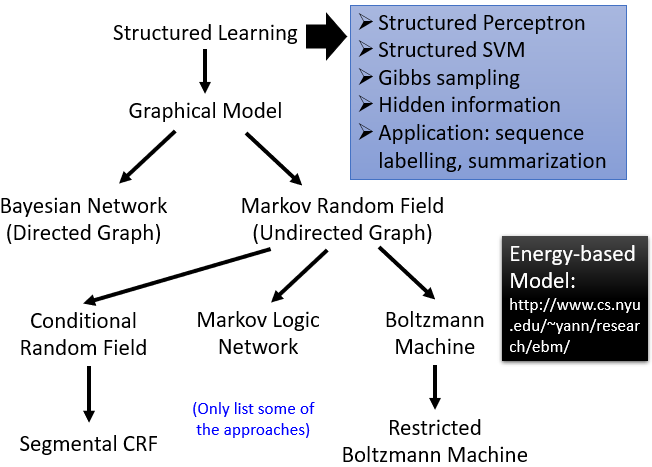 Structured Learning
➢ Structured Perceptron
➢ Structured SVM
➢ Gibbs sampling
➢ Hidden information
➢ Application: sequence
labelling, summarization
Graphical Model
Bayesian Network
(Directed Graph)
Markov Random Field
(Undirected Graph)
Energy-based
Model:
http://www.cs.nyu
.edu/~yann/resear
ch/ebm/
Conditional
Random Field
Markov Logic
Network
Boltzmann
Machine
(Only list some of
the approaches)
Segmental CRF
Restricted
Boltzmann Machine